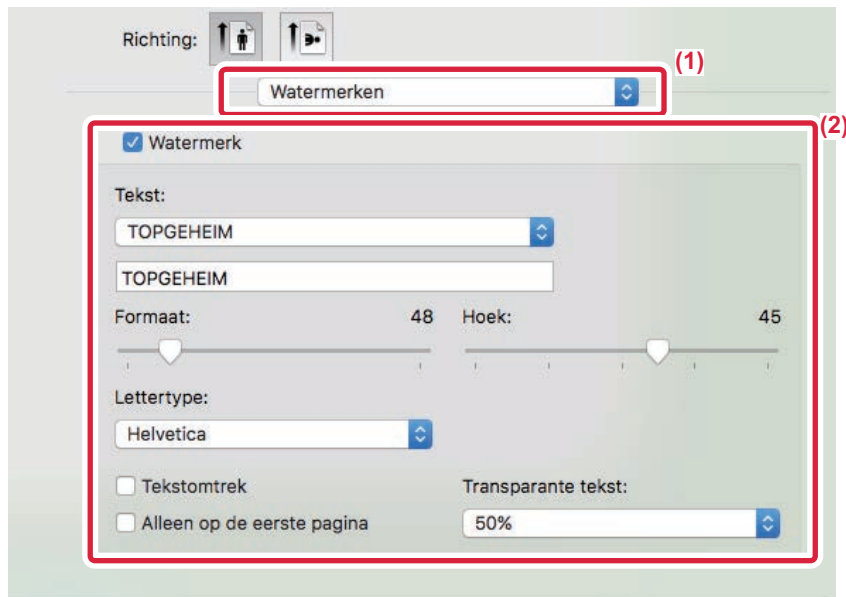 Richting:
(1)
Watermerken
(2)
Watermerk
Tekst:
TOPGEHEIM
TOPGEHEIM
Formaat: 48 Hoek: 45
Lettertype:
Helvetica
Tekstomtrek Transparante tekst:
Alleen op de eerste pagina 50%